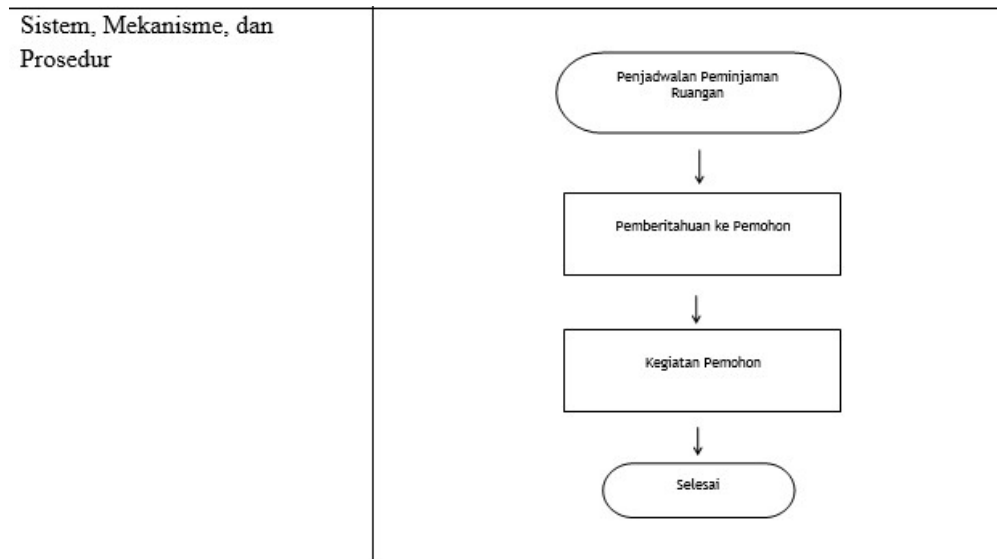 Sistem, Mekanisme, dan
Prosedur
Penjadwalan Peminjaman
Ruangan
Pemberitahuan ke Pemohon
Kegiatan Pemohon
Selesai